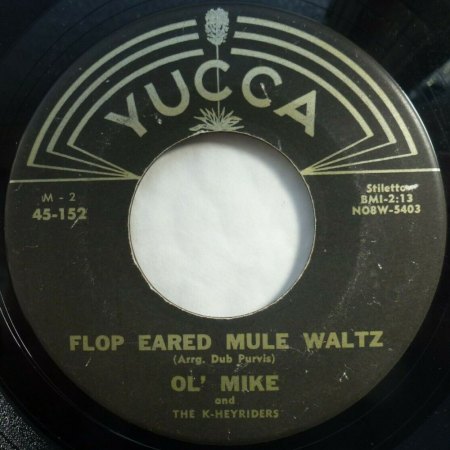 YUCCA
M - 2
45-152
Stiletto
BMI-2:13
NO8W-5403
FLOP EARED MULE WALTZ
(Arrg. Dub Purvis)
OL' MIKE
and
THE K-HEYRIDERS